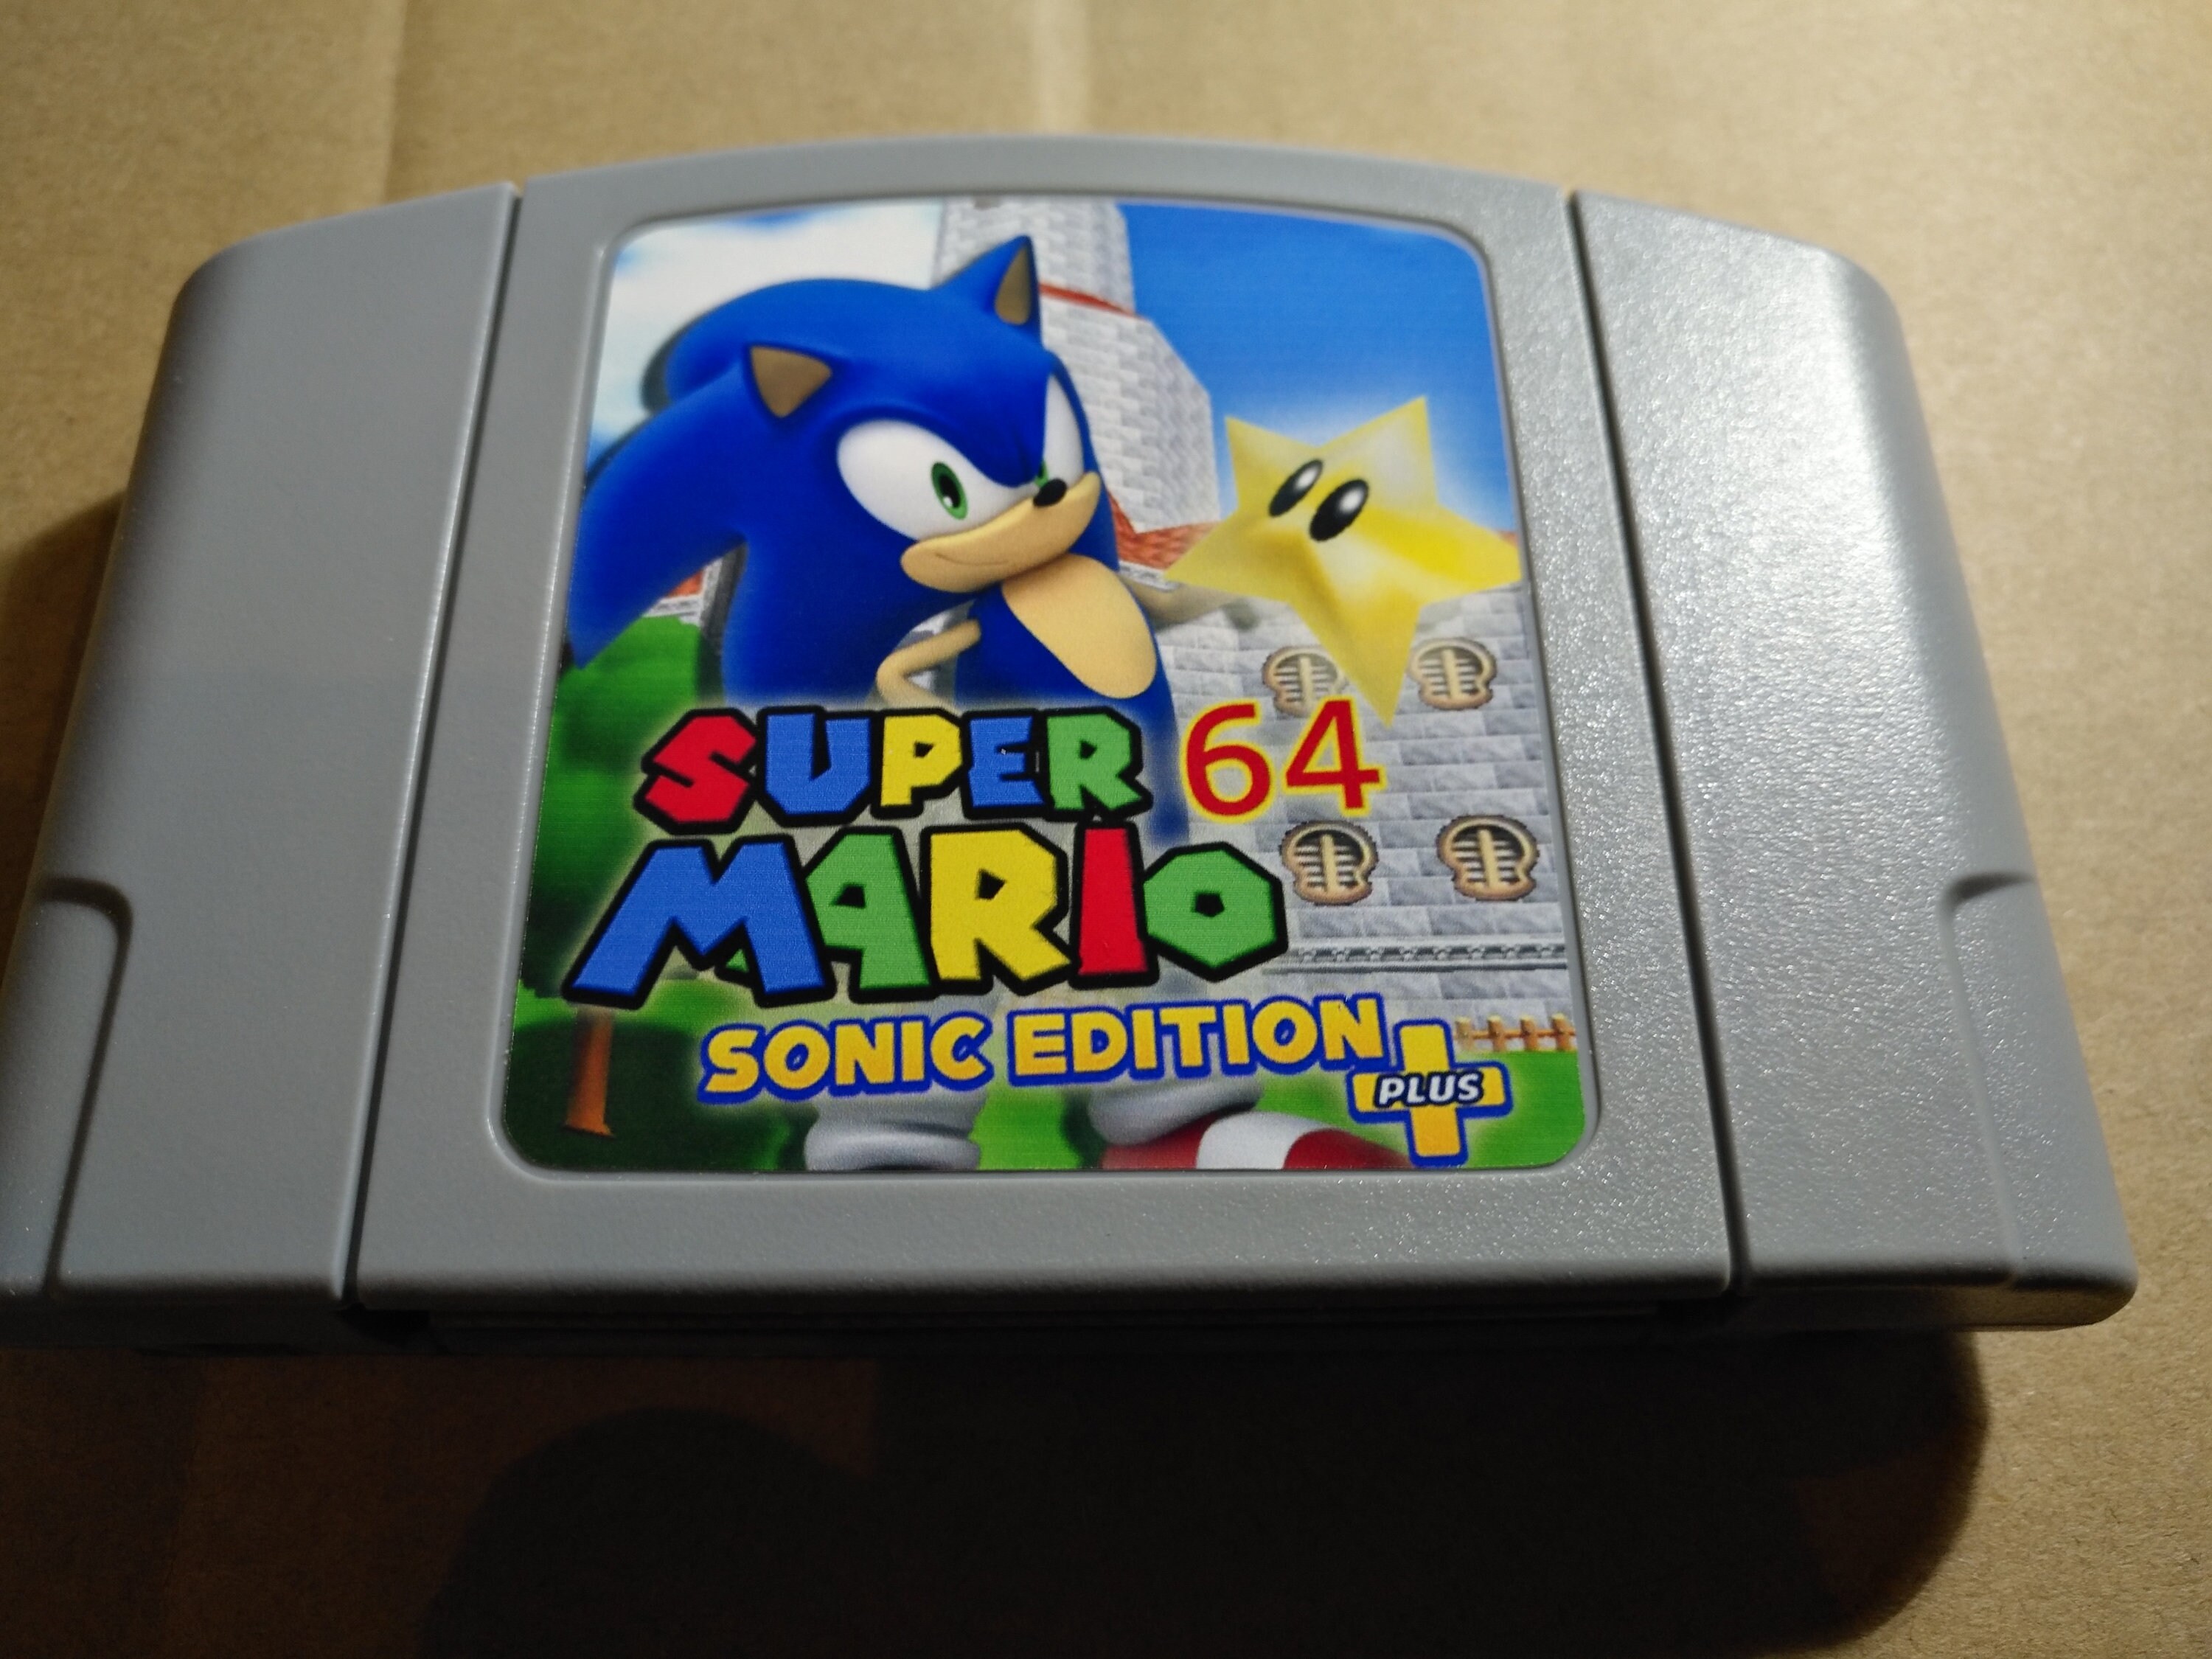 SUPER 64
MARIO
SONIC EDITION
PLUS